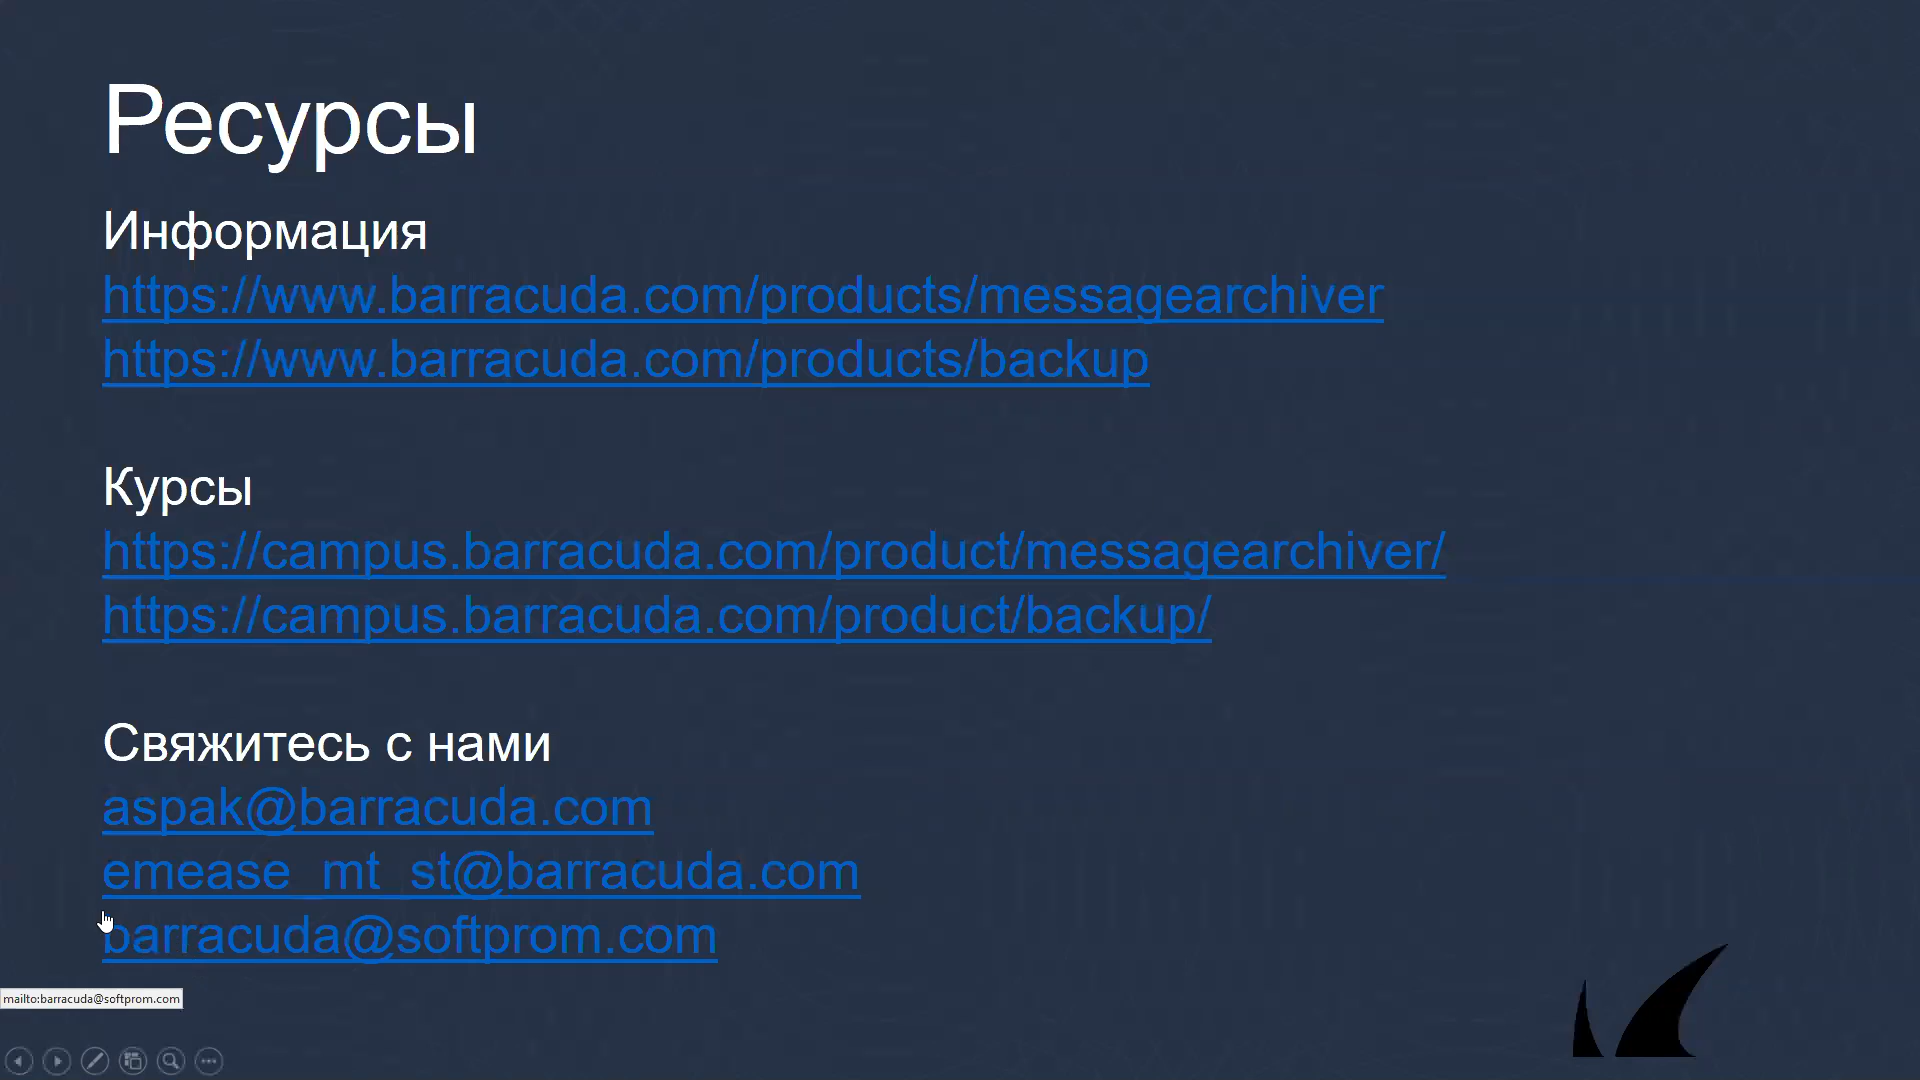 Ресурсы
Информация
https://www.barracuda.com/products/messagearchiver
https://www.barracuda.com/products/backup
Курсы
https://campus.barracuda.com/product/messagearchiver/
https://campus.barracuda.com/product/backup/
Свяжитесь с нами
aspak@barracuda.com
emease_mt_st@barracuda.com
barracuda@softprom.com
mailto:barracuda@softprom.com